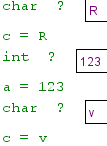 char ? R
c = R
int ? 123
a = 123
char ? v
c = v